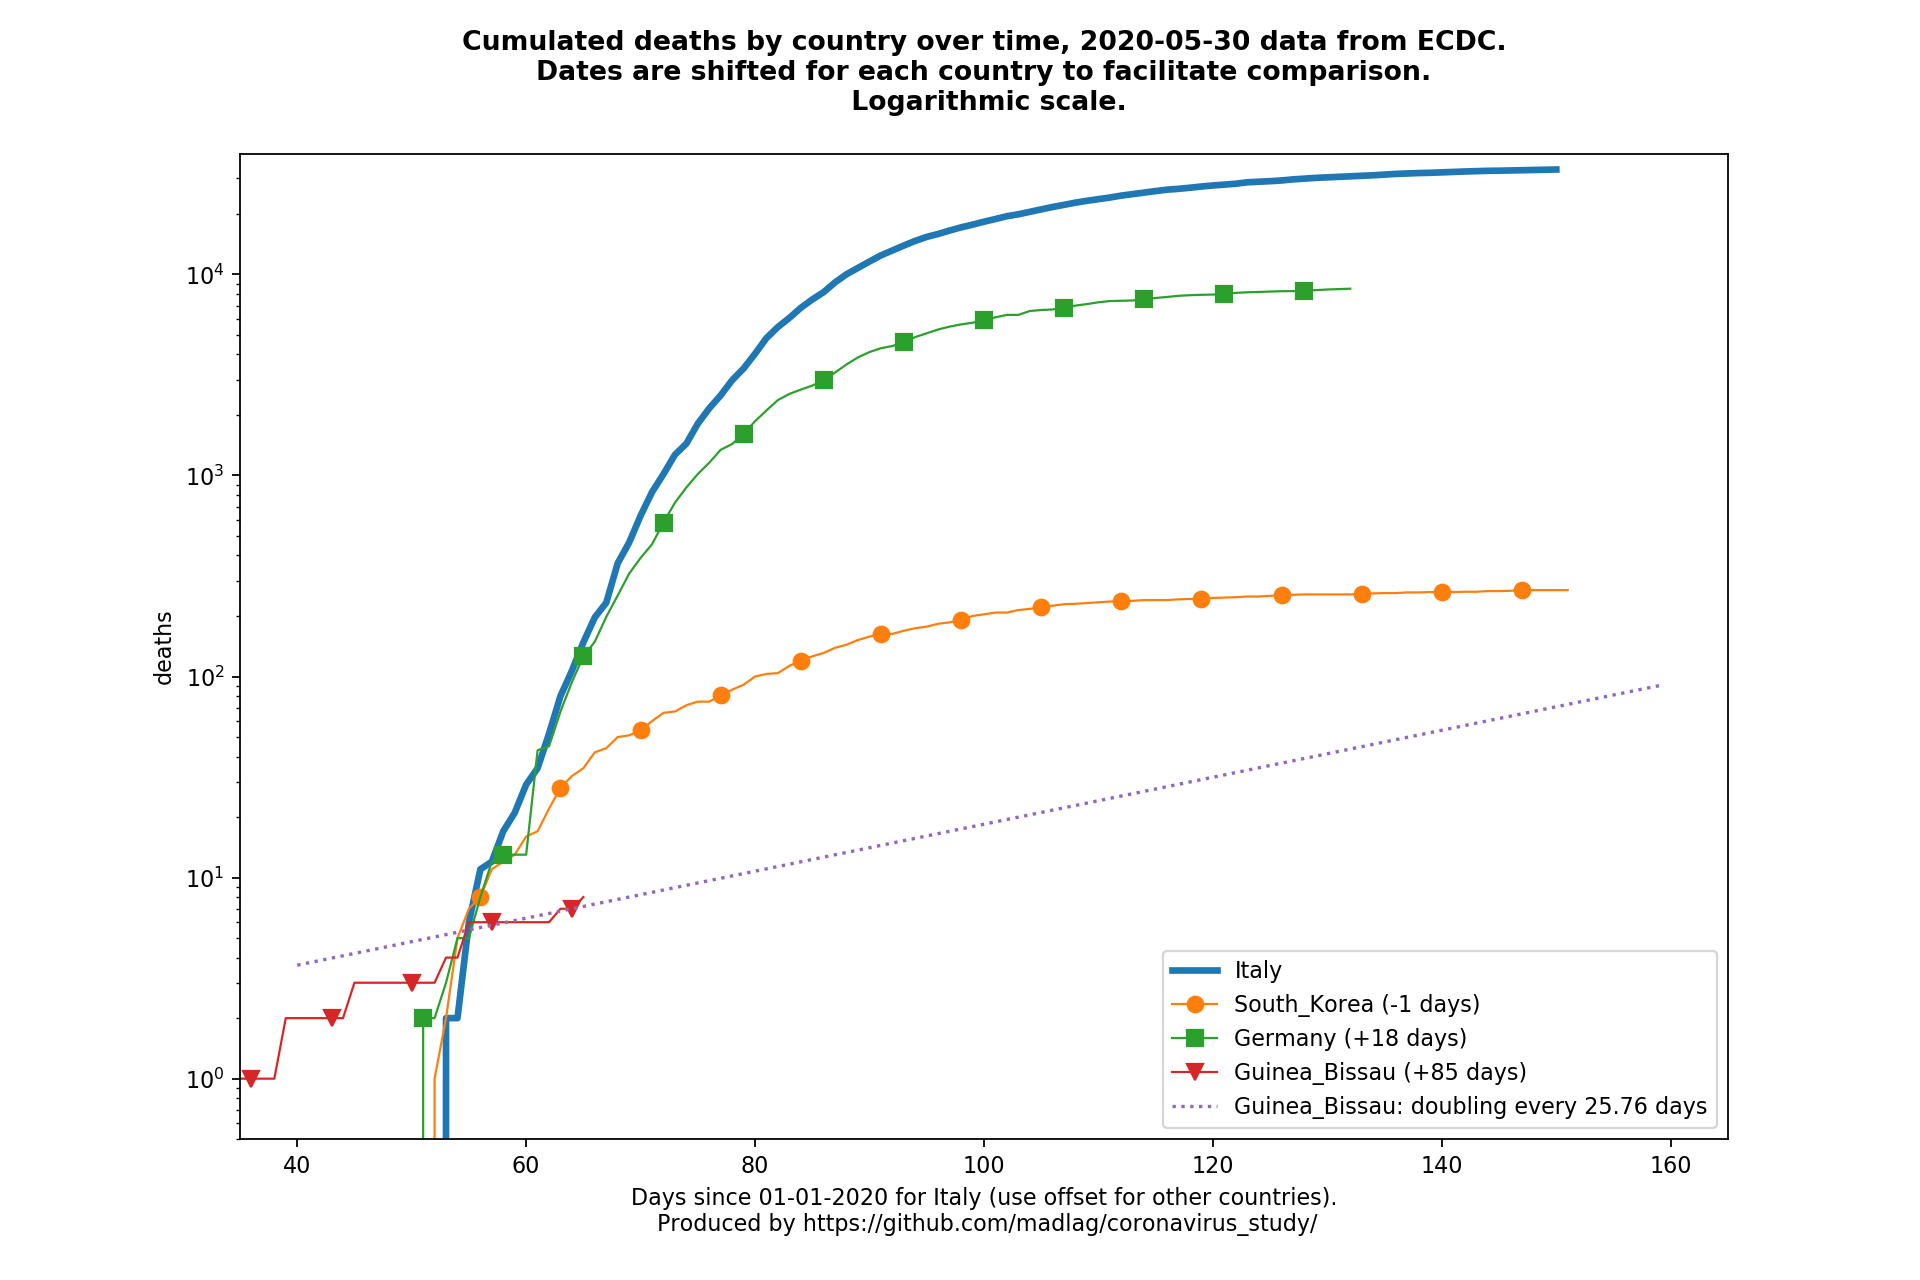 Cumulated deaths by country over time, 2020-05-30 data from ECDC.
Dates are shifted for each country to facilitate comparison.
Logarithmic scale.
deaths
10^4
10^3
10^2
10^1
10^0
40 60 80 100 120 140 160
Italy
South_Korea (-1 days)
Germany (+18 days)
Guinea_Bissau (+85 days)
Guinea_Bissau: doubling every 25.76 days
Days since 01-01-2020 for Italy (use offset for other countries).
Produced by https://github.com/madlag/coronavirus_study/